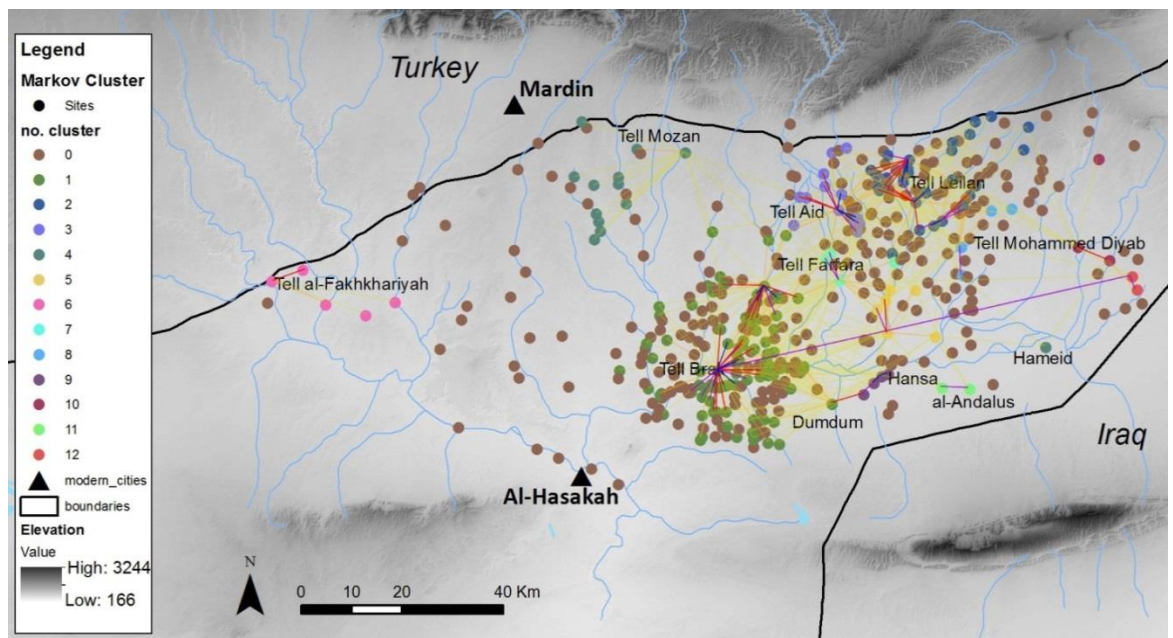 Legend
Markov Cluster
Sites
no. cluster
0
1
2
3
4
5
6
7
8
9
10
11
12
modern_cities
boundaries
Elevation
Value
High: 3244
Low: 166
Turkey
Mardin
Tell Mozan
Tell Leilan
Tell Aid
Tell Mohammed Diyab
Tell Farfara
Tell al-Fakhkhariyah
Tell Brak
Hameid
Hansa
al-Andalus
Dumdum
Iraq
Al-Hasakah
N
0 10 20 40 Km